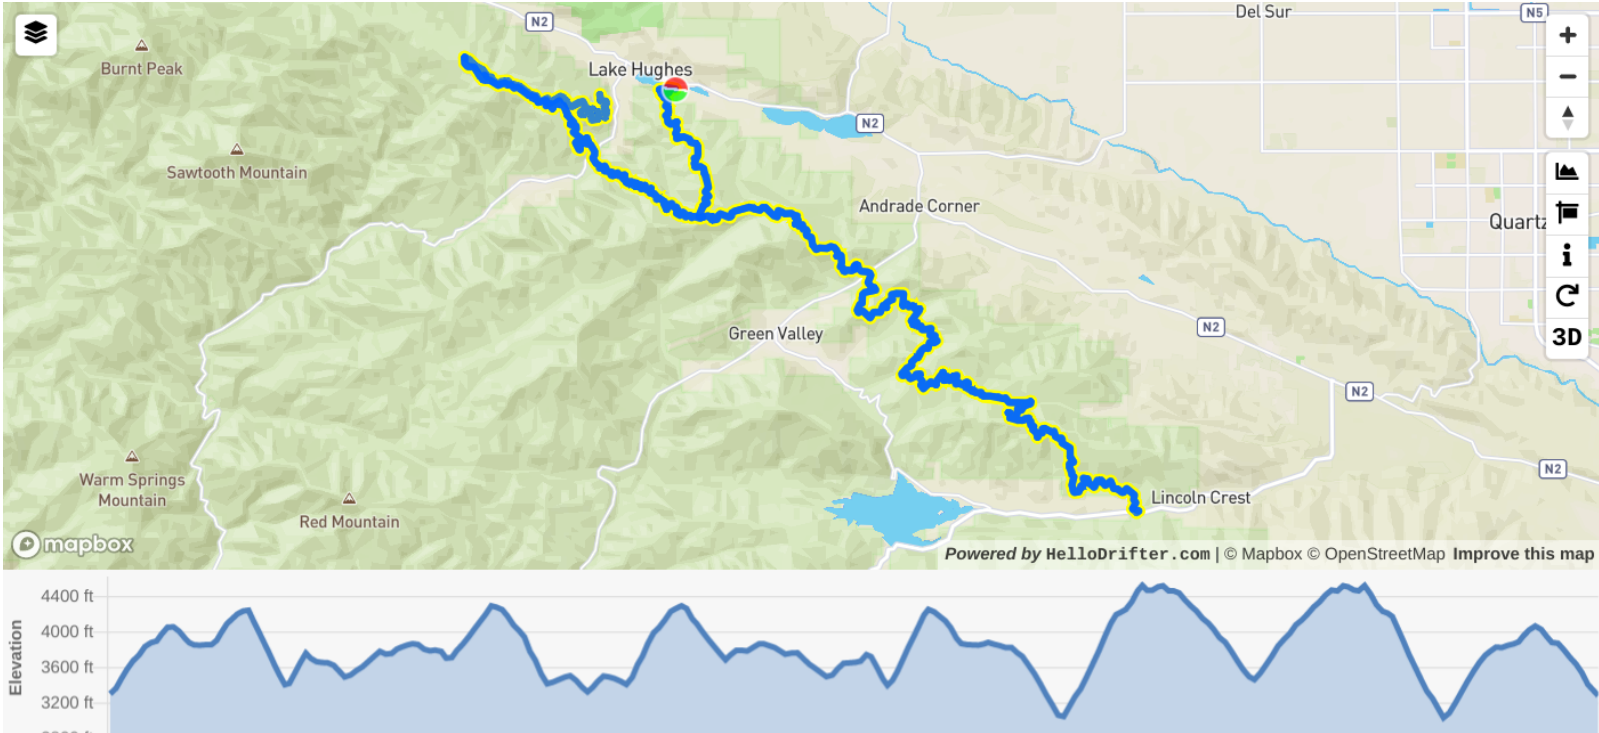 N2
Del Sur
N5
Burnt Peak
Lake Hughes
N2
Sawtooth Mountain
Andrade Corner
Quartz
Green Valley
N2
3D
N2
Warm Springs
Mountain
N2
Lincoln Crest
Red Mountain
mapbox
Powered by HelloDrifter.com | © Mapbox © OpenStreetMap Improve this map
Elevation
4400 ft
4000 ft
3600 ft
3200 ft